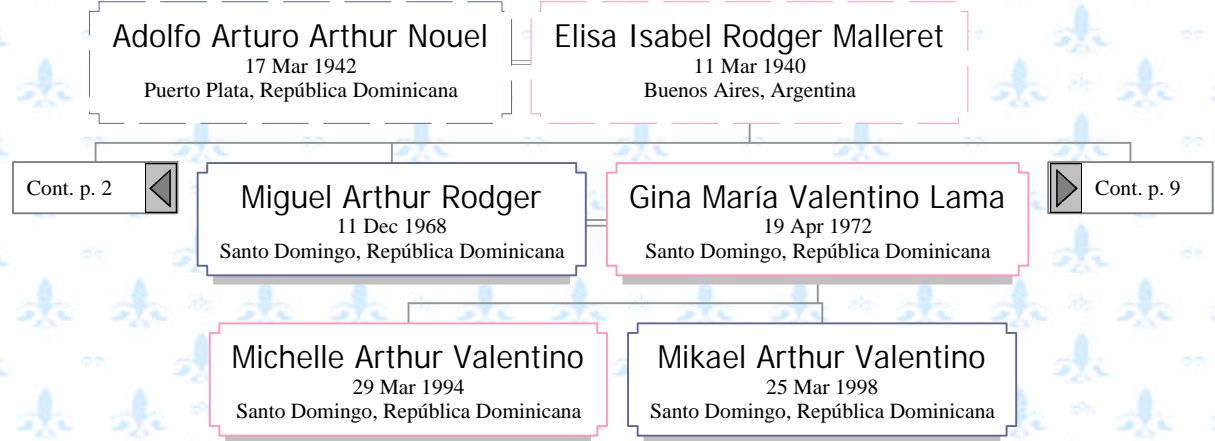 Adolfo Arturo Arthur Nouel
17 Mar 1942
Puerto Plata, República Dominicana
Elisa Isabel Rodger Malleret
11 Mar 1940
Buenos Aires, Argentina
Cont. p. 2
Miguel Arthur Rodger
11 Dec 1968
Santo Domingo, República Dominicana
Gina María Valentino Lama
19 Apr 1972
Santo Domingo, República Dominicana
Cont. p. 9
Michelle Arthur Valentino
29 Mar 1994
Santo Domingo, República Dominicana
Mikael Arthur Valentino
25 Mar 1998
Santo Domingo, República Dominicana